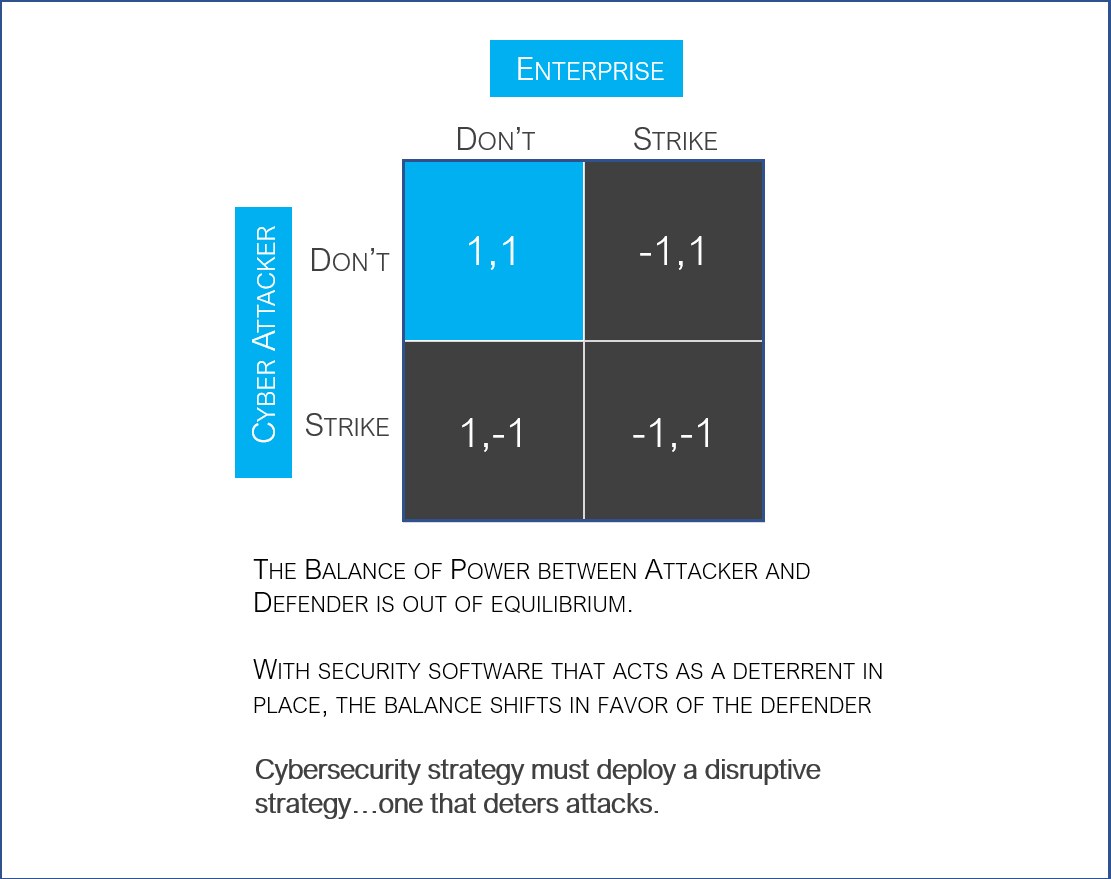 ENTERPRISE
DON'T STRIKE
CYBER ATTACKER
DON'T
1,1 -1,1
STRIKE
1,-1 -1,-1
THE BALANCE OF POWER BETWEEN ATTACKER AND
DEFENDER IS OUT OF EQUILIBRIUM.
WITH SECURITY SOFTWARE THAT ACTS AS A DETERRENT IN
PLACE, THE BALANCE SHIFTS IN FAVOR OF THE DEFENDER
Cybersecurity strategy must deploy a disruptive
strategy…one that deters attacks.